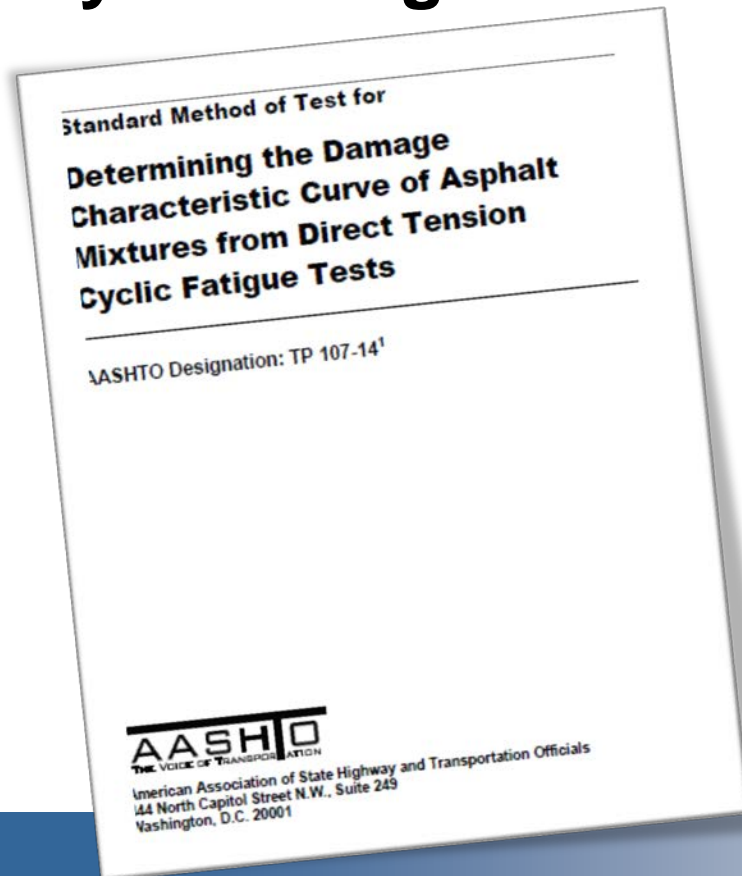 Standard Method of Test for
Determining the Damage
Characteristic Curve of Asphalt
Mixtures from Direct Tension
Cyclic Fatigue Tests
AASHTO Designation: TP 107-14¹
AASHTO
THE VOICE OF TRANSPORTATION
American Association of State Highway and Transportation Officials
444 North Capitol Street N.W., Suite 249
Washington, D.C. 20001